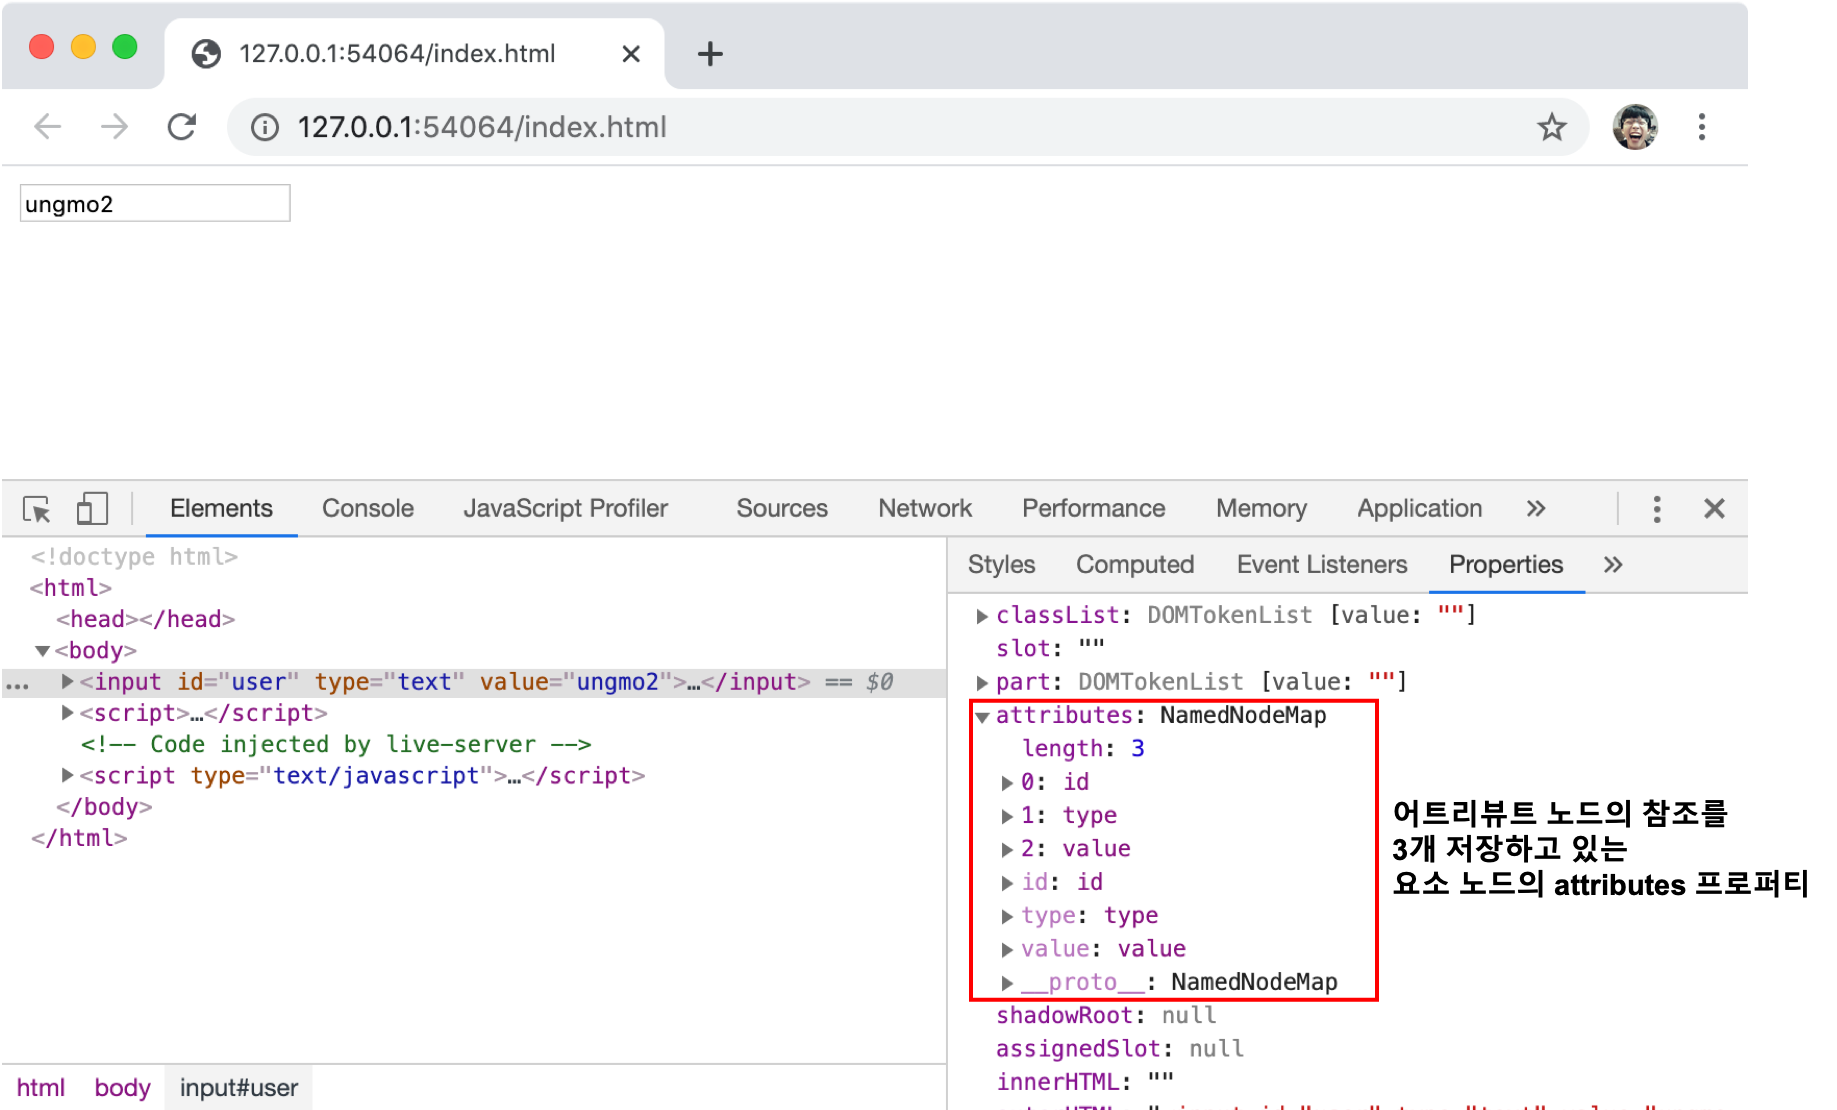 127.0.0.1:54064/index.html
127.0.0.1:54064/index.html
ungmo2
Elements Console JavaScript Profiler Sources Network Performance Memory Application »
<!doctype html>
<html>
<head></head>
▼<body>
… ▶<input id="user" type="text" value="ungmo2">…</input> == $0
▶<script>…</script>
<!-- Code injected by live-server -->
▶<script type="text/javascript">…</script>
</body>
</html>
html body input#user
Styles Computed Event Listeners Properties »
▶classList: DOMTokenList [value: ""]
slot: ""
▶part: DOMTokenList [value: ""]
▼attributes: NamedNodeMap
length: 3
▶0: id
▶1: type
▶2: value
▶id: id
▶type: type
▶value: value
▶__proto__: NamedNodeMap
shadowRoot: null
assignedSlot: null
innerHTML: ""
어트리뷰트 노드의 참조를
3개 저장하고 있는
요소 노드의 attributes 프로퍼티